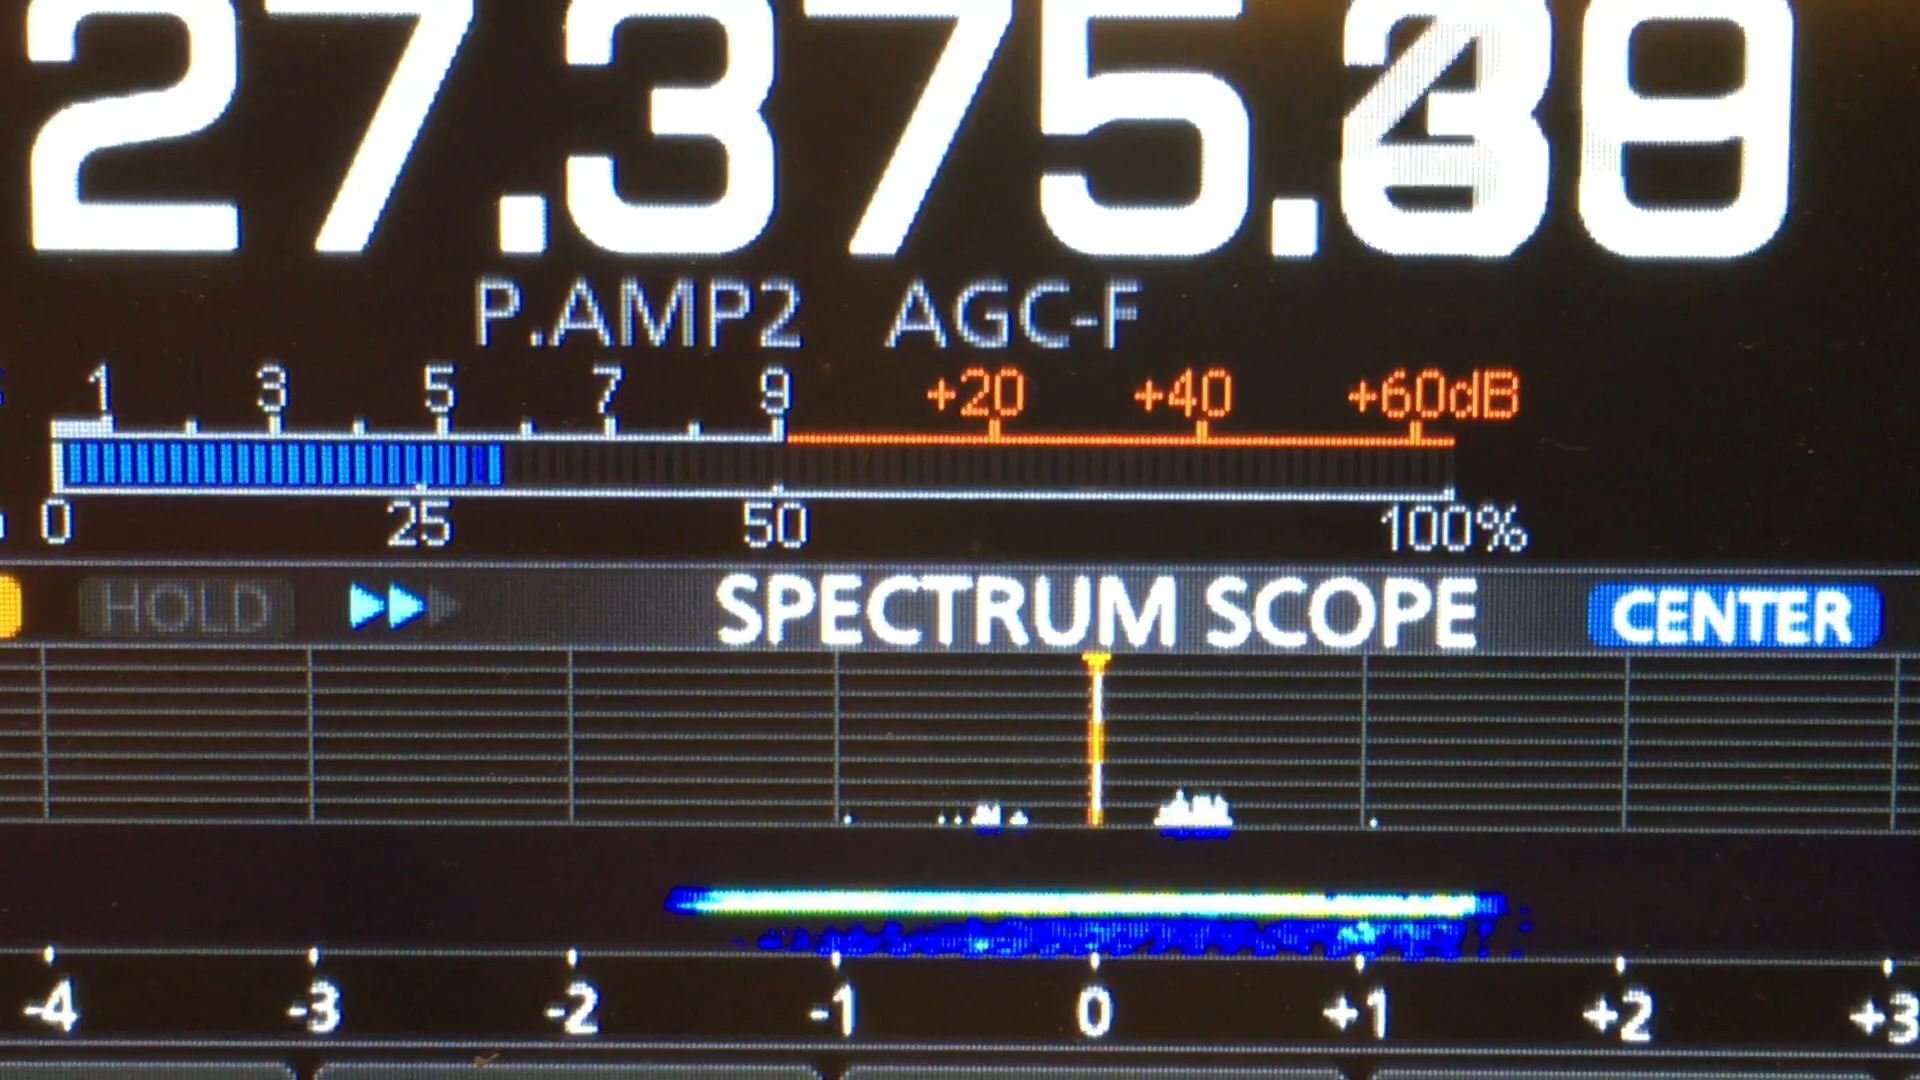 27.375.
P.AMP2 AGC-F
1 3 5 7 9 +20 +40 +60dB
0 25 50 100%
HOLD SPECTRUM SCOPE CENTER
-4 -3 -2 -1 0 +1 +2 +3